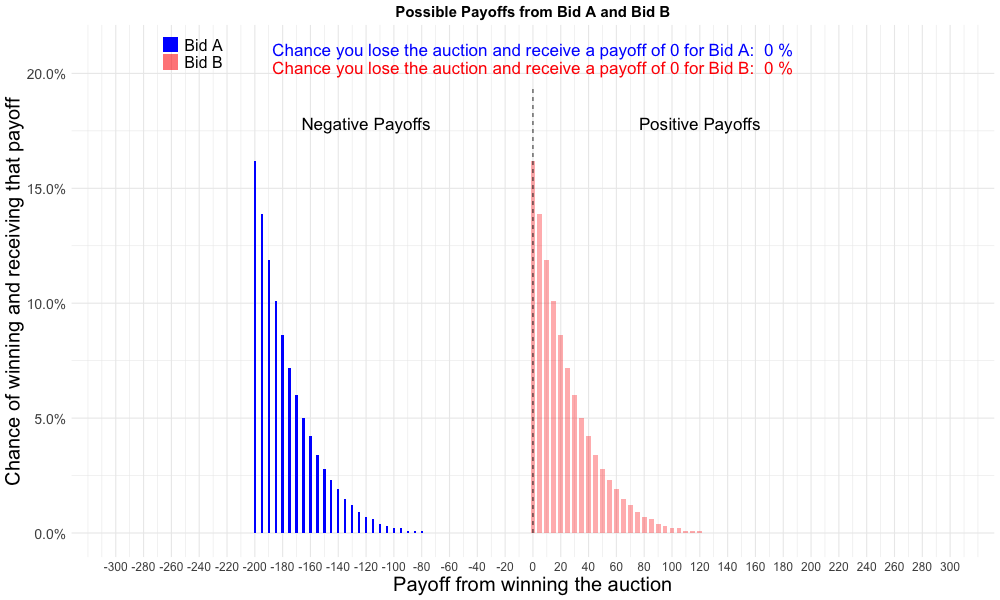 Possible Payoffs from Bid A and Bid B
Bid A
Bid B
Chance you lose the auction and receive a payoff of 0 for Bid A:  0 %
Chance you lose the auction and receive a payoff of 0 for Bid B:  0 %
Negative Payoffs
Positive Payoffs
Chance of winning and receiving that payoff
20.0%
15.0%
10.0%
5.0%
0.0%
-300 -280 -260 -240 -220 -200 -180 -160 -140 -120 -100 -80 -60 -40 -20 0 20 40 60 80 100 120 140 160 180 200 220 240 260 280 300
Payoff from winning the auction